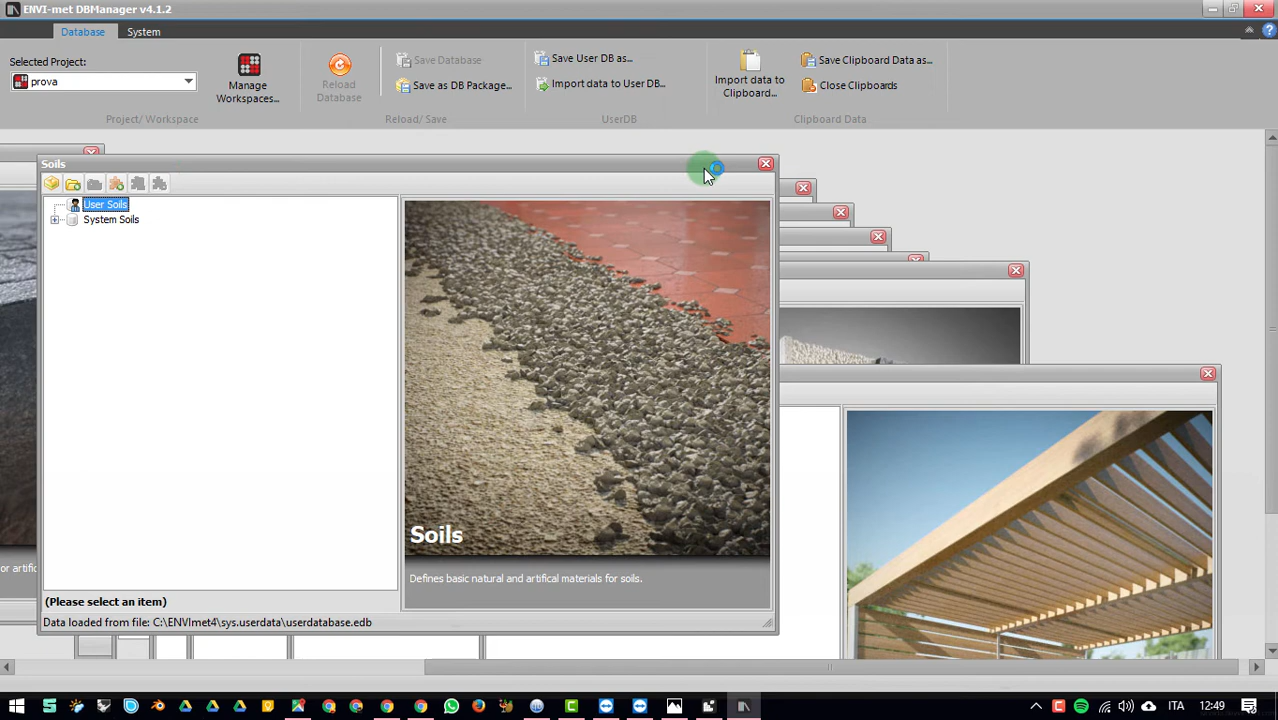 ENVI-met DBManager v4.1.2
Database System
Selected Project:
prova
Manage
Workspaces...
Project/ Workspace
Reload
Database
Save Database
Save as DB Package...
Reload/ Save
Save User DB as...
Import data to User DB...
UserDB
Import data to
Clipboard...
Save Clipboard Data as...
Close Clipboards
Clipboard Data
Soils
User Soils
System Soils
Soils
Defines basic natural and artifical materials for soils.
(Please select an item)
Data loaded from file: C:\ENVImet4\sys.userdata\userdatabase.edb
or artific
ITA 12:49